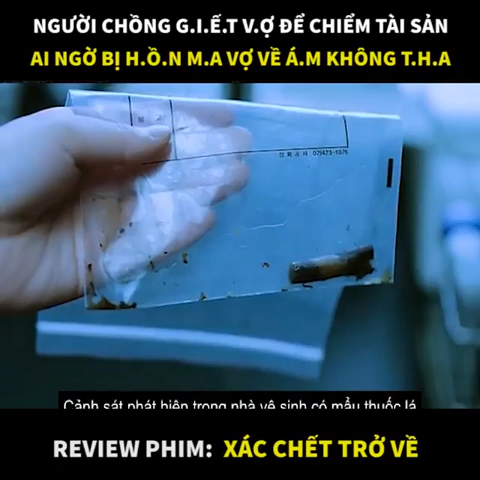 NGƯỜI CHỒNG G.I.Ế.T V.Ợ ĐỂ CHIẾM TÀI SẢN
AI NGỜ BỊ H.Ồ.N M.A VỢ VỀ Á.M KHÔNG T.H.A
Cảnh sát phát hiện trong nhà vệ sinh có mẩu thuốc lá
REVIEW PHIM: XÁC CHẾT TRỞ VỀ